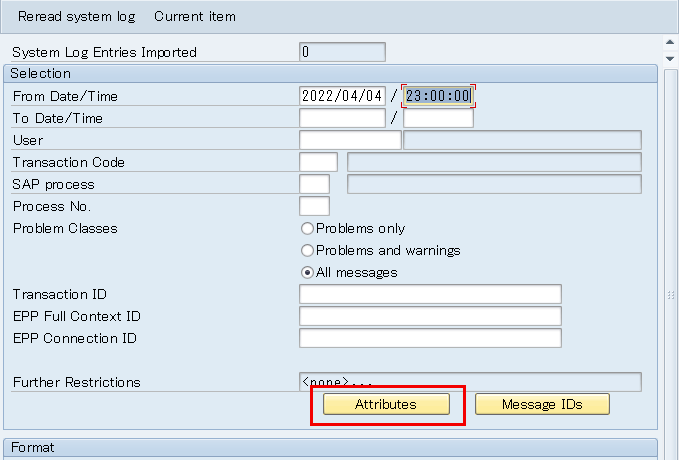 Reread system log Current item
System Log Entries Imported 0
Selection
From Date/Time 2022/04/04 / 23:00:00
To Date/Time /
User
Transaction Code
SAP process
Process No.
Problem Classes Problems only
Problems and warnings
All messages
Transaction ID
EPP Full Context ID
EPP Connection ID
Further Restrictions <none>...
Attributes Message IDs
Format